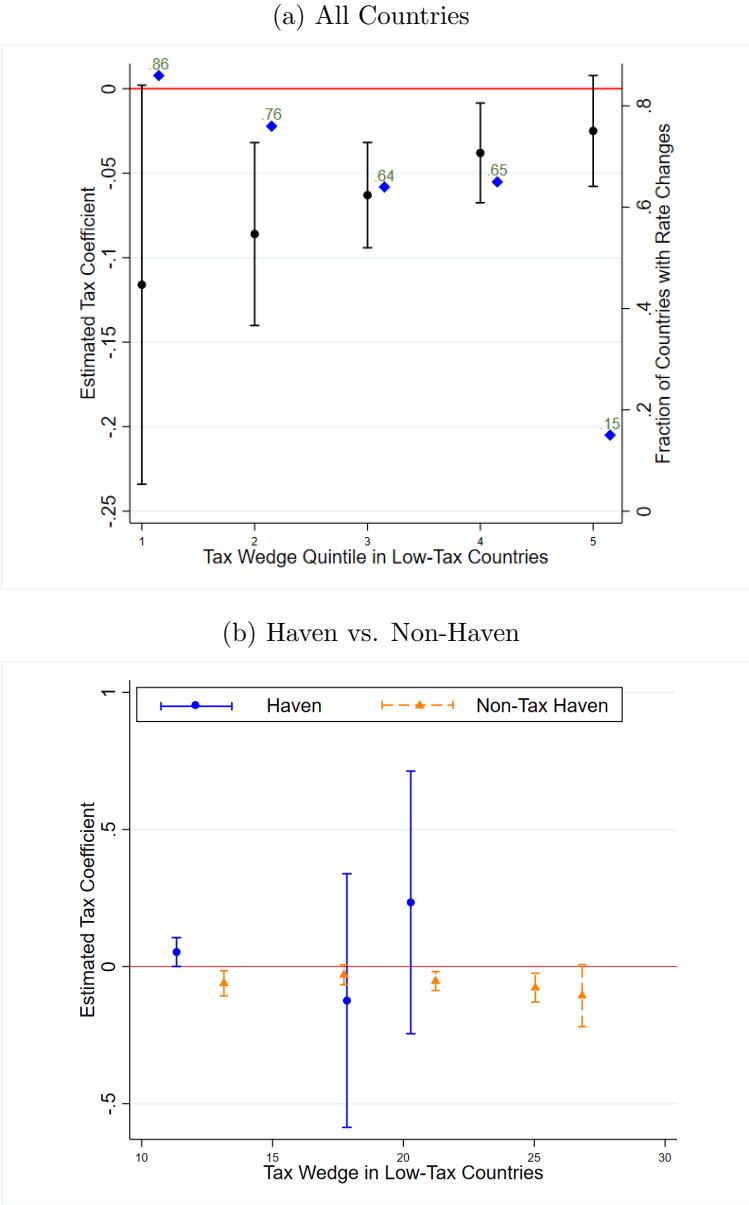 (a) All Countries
.86
.76
.64
.65
.15
0
-.05
-.1
-.15
-.2
-.25
Estimated Tax Coefficient
.8
.6
.4
.2
0
Fraction of Countries with Rate Changes
1 2 3 4 5
Tax Wedge Quintile in Low-Tax Countries
(b) Haven vs. Non-Haven
Haven Non-Tax Haven
1
.5
0
-.5
Estimated Tax Coefficient
10 15 20 25 30
Tax Wedge in Low-Tax Countries